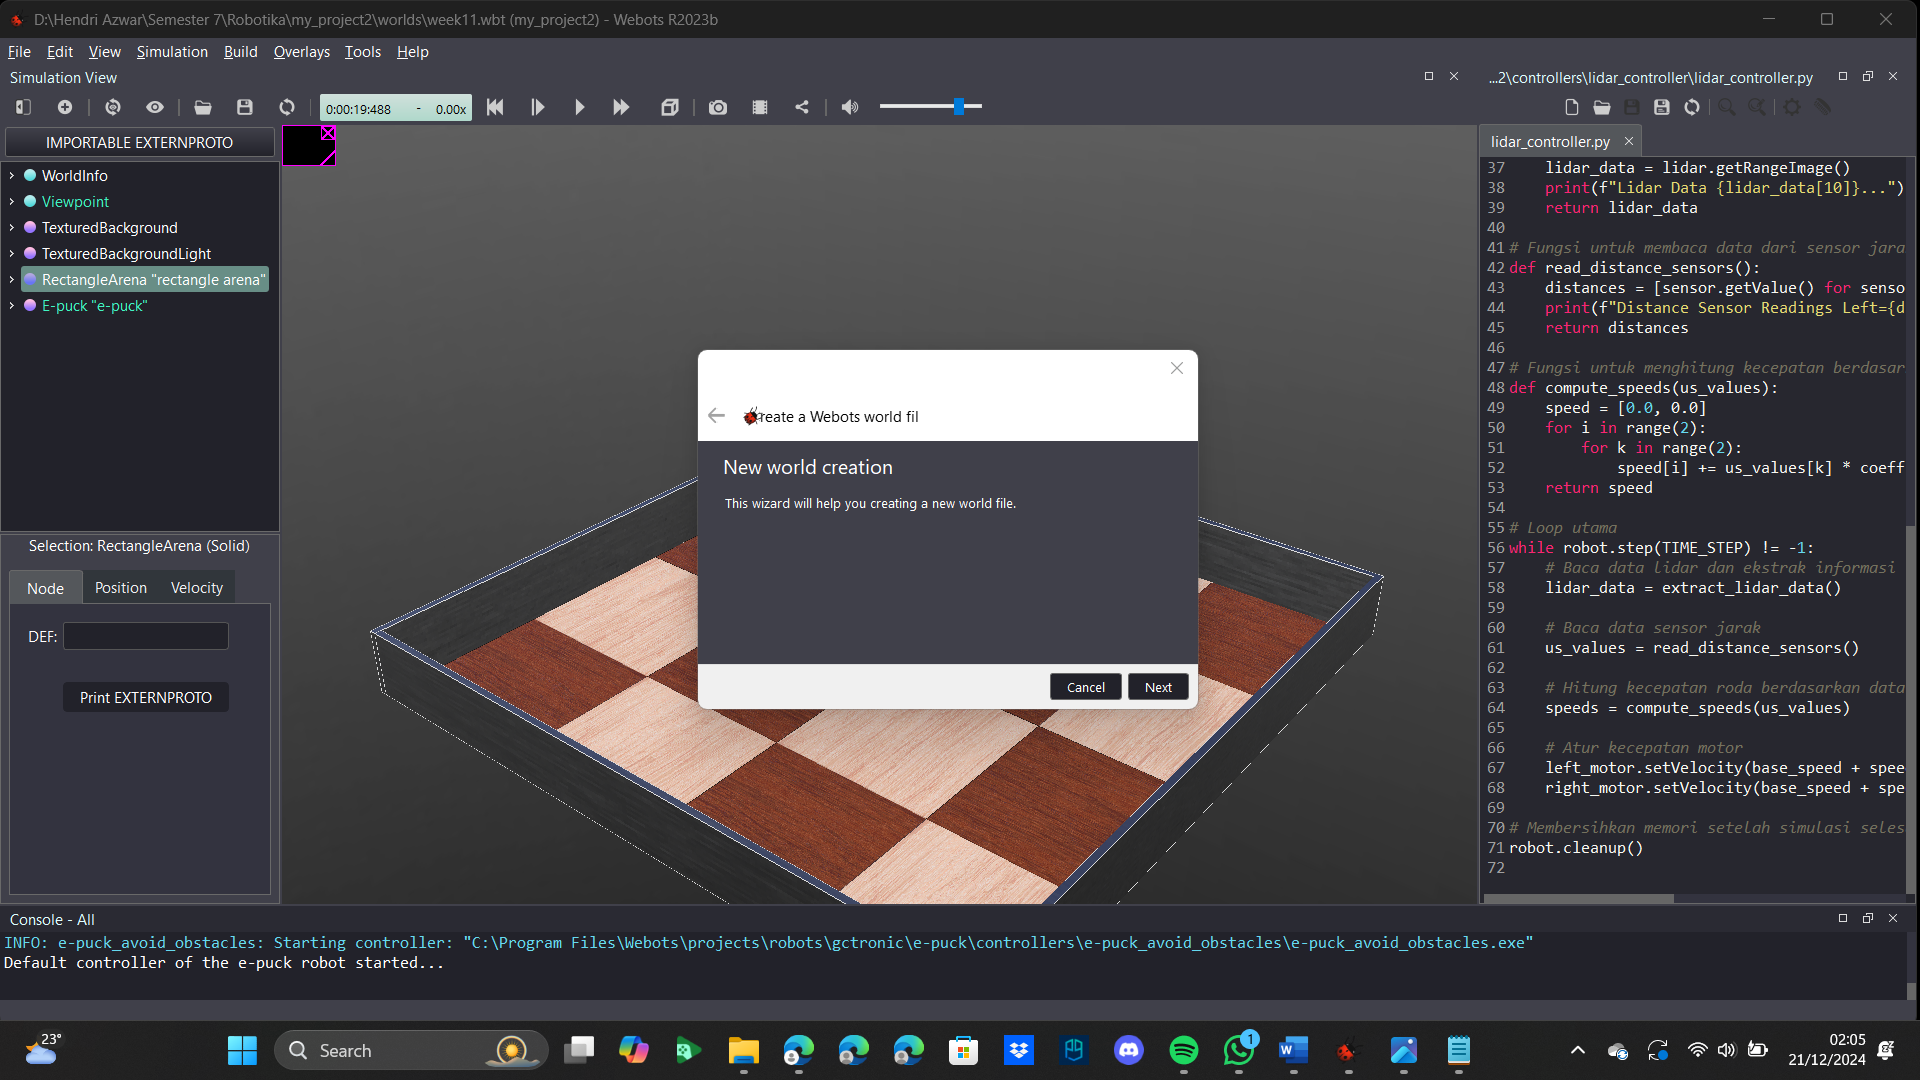 D:\Hendri Azwar\Semester 7\Robotika\my_project2\worlds\week11.wbt (my_project2) - Webots R2023b
File Edit View Simulation Build Overlays Tools Help
Simulation View
0:00:19:488 - 0.00x
IMPORTABLE EXTERNPROTO
WorldInfo
Viewpoint
TexturedBackground
TexturedBackgroundLight
RectangleArena "rectangle arena"
E-puck "e-puck"
Selection: RectangleArena (Solid)
Node Position Velocity
DEF:
Print EXTERNPROTO
reate a Webots world fil
New world creation
This wizard will help you creating a new world file.
Cancel Next
...2\controllers\lidar_controller\lidar_controller.py
lidar_controller.py
37 lidar_data = lidar.getRangeImage()
38 print(f"Lidar Data {lidar_data[10]}...")
39 return lidar_data
40
41 # Fungsi untuk membaca data dari sensor jara
42 def read_distance_sensors():
43 distances = [sensor.getValue() for senso
44 print(f"Distance Sensor Readings Left={d
45 return distances
46
47 # Fungsi untuk menghitung kecepatan berdasar
48 def compute_speeds(us_values):
49 speed = [0.0, 0.0]
50 for i in range(2):
51 for k in range(2):
52 speed[i] += us_values[k] * coeff
53 return speed
54
55 # Loop utama
56 while robot.step(TIME_STEP) != -1:
57 # Baca data lidar dan ekstrak informasi
58 lidar_data = extract_lidar_data()
59
60 # Baca data sensor jarak
61 us_values = read_distance_sensors()
62
63 # Hitung kecepatan roda berdasarkan data
64 speeds = compute_speeds(us_values)
65
66 # Atur kecepatan motor
67 left_motor.setVelocity(base_speed + spee
68 right_motor.setVelocity(base_speed + spe
69
70 # Membersihkan memori setelah simulasi seles
71 robot.cleanup()
72
Console - All
INFO: e-puck_avoid_obstacles: Starting controller: "C:\Program Files\Webots\projects\robots\gctronic\e-puck\controllers\e-puck_avoid_obstacles\e-puck_avoid_obstacles.exe"
Default controller of the e-puck robot started...
23°
Search
1
02:05
21/12/2024